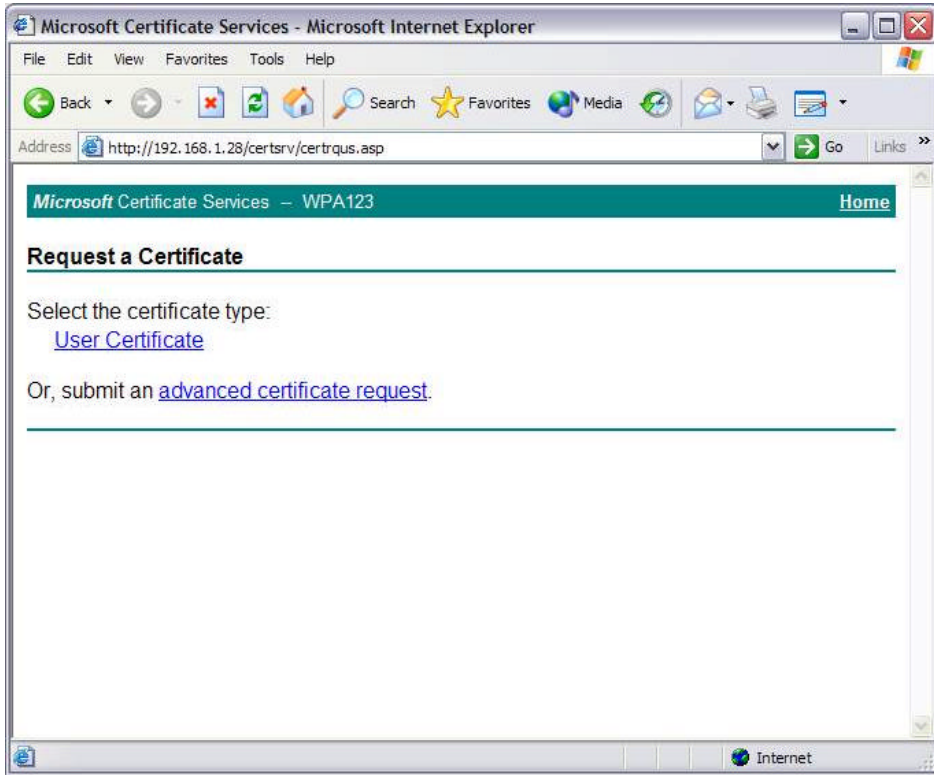 Microsoft Certificate Services - Microsoft Internet Explorer
File Edit View Favorites Tools Help
Back Search Favorites Media
Address http://192.168.1.28/certsrv/certrqus.asp Go Links »
Microsoft Certificate Services -- WPA123 Home
Request a Certificate
Select the certificate type:
User Certificate
Or, submit an advanced certificate request.
Internet